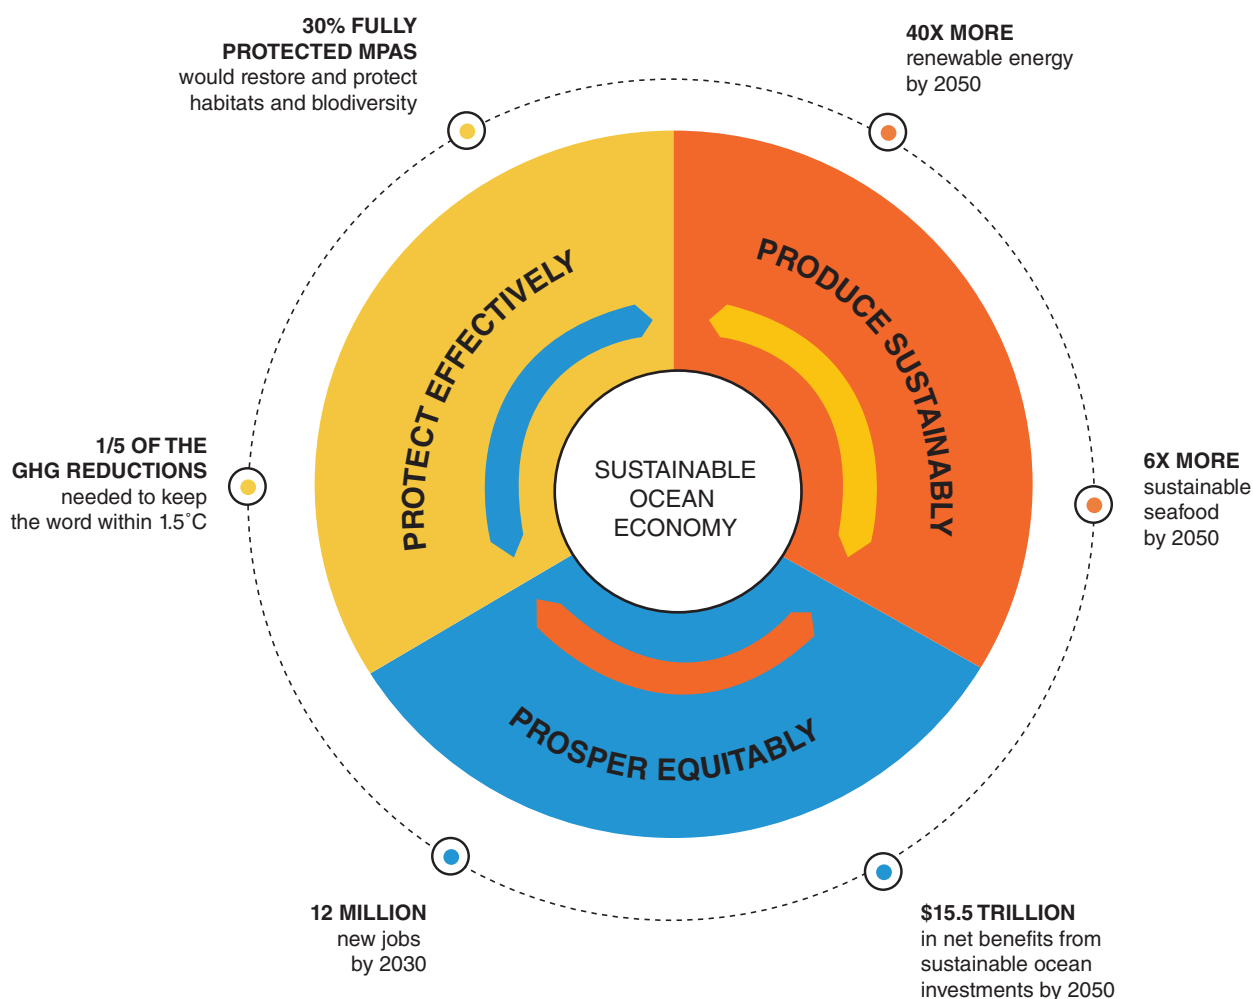 30% FULLY
PROTECTED MPAS
would restore and protect
habitats and blodiversity
40X MORE
renewable energy
by 2050
PROTECT EFFECTIVELY
PRODUCE SUSTAINABLY
1/5 OF THE
GHG REDUCTIONS
needed to keep
the word within 1.5˚C
SUSTAINABLE
OCEAN
ECONOMY
6X MORE
sustainable
seafood
by 2050
PROSPER EQUITABLY
12 MILLION
new jobs
by 2030
$15.5 TRILLION
in net benefits from
sustainable ocean
investments by 2050